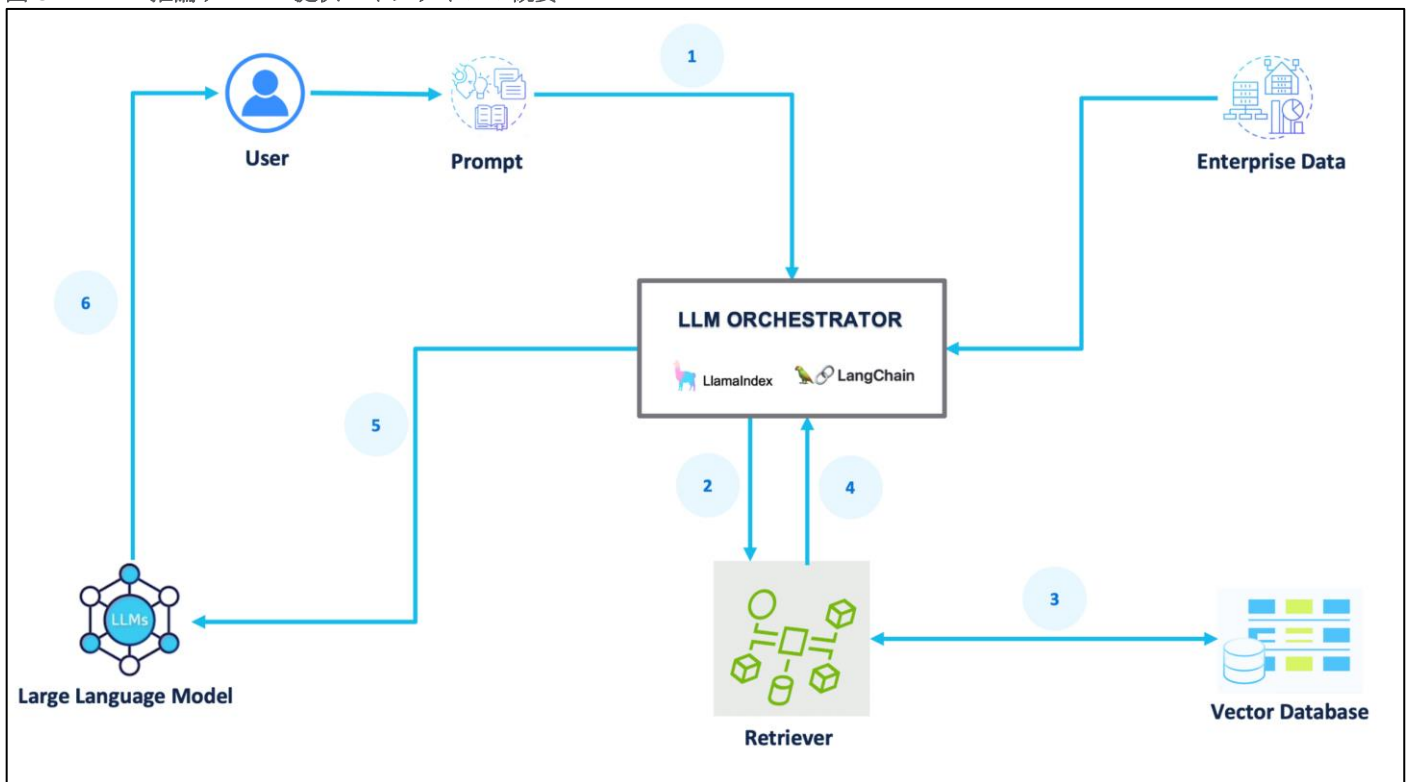 1
User
Prompt
Enterprise Data
6
LLM ORCHESTRATOR
LlamaIndex
LangChain
5
2
4
3
LLMs
Large Language Model
Retriever
Vector Database